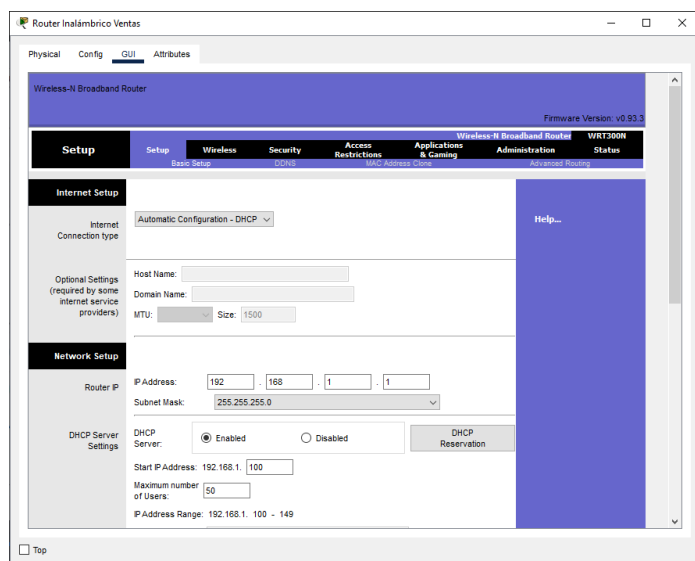 Router Inalámbrico Ventas
Physical Config GUI Attributes
Wireless-N Broadband Router
Firmware Version: v0.93.3
Wireless-N Broadband Router WRT300N
Setup
Setup Wireless Security Access Restrictions Applications & Gaming Administration Status
Basic Setup DDNS MAC Address Clone Advanced Routing
Internet Setup
Internet Connection type
Automatic Configuration - DHCP
Help...
Optional Settings (required by some internet service providers)
Host Name:
Domain Name:
MTU: Size: 1500
Network Setup
Router IP
IP Address: 192 . 168 . 1 . 1
Subnet Mask: 255.255.255.0
DHCP Server Settings
DHCP Server: Enabled Disabled DHCP Reservation
Start IP Address: 192.168.1. 100
Maximum number of Users: 50
IP Address Range: 192.168.1. 100 - 149
Top